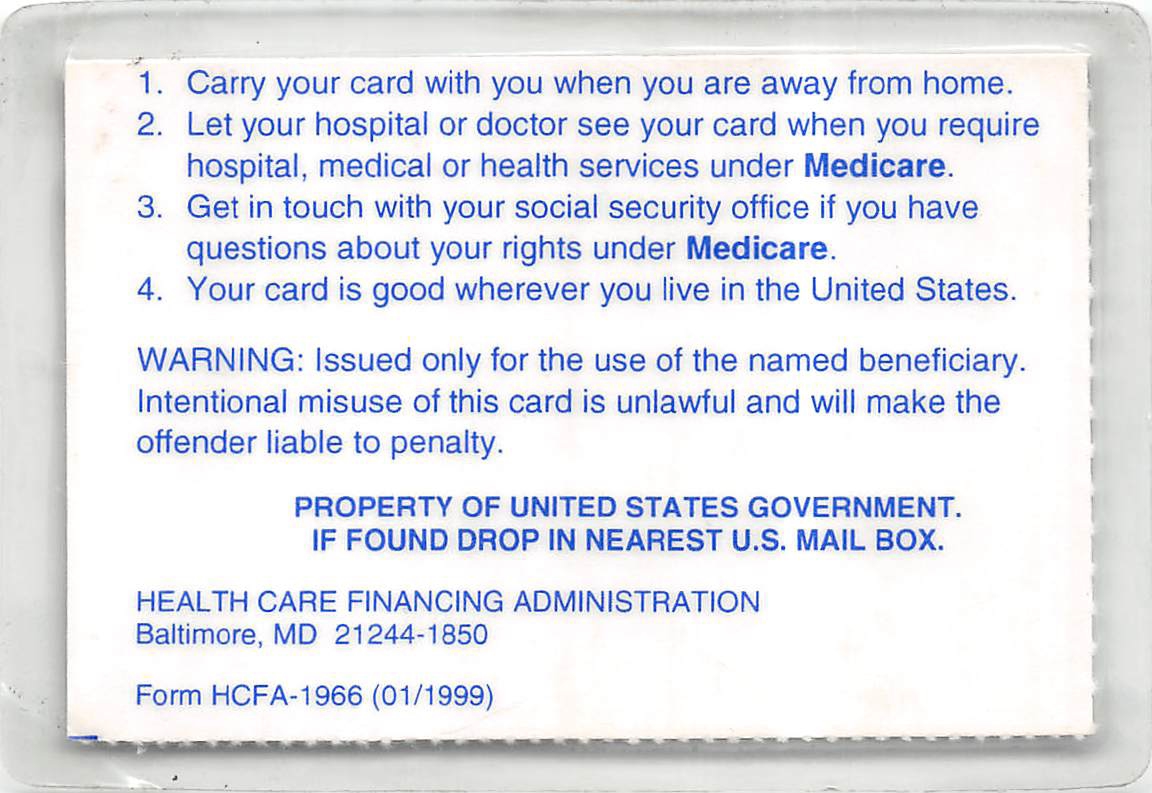 1. Carry your card with you when you are away from home.
2. Let your hospital or doctor see your card when you require
hospital, medical or health services under Medicare.
3. Get in touch with your social security office if you have
questions about your rights under Medicare.
4. Your card is good wherever you live in the United States.
WARNING: Issued only for the use of the named beneficiary.
Intentional misuse of this card is unlawful and will make the
offender liable to penalty.
PROPERTY OF UNITED STATES GOVERNMENT.
IF FOUND DROP IN NEAREST U.S. MAIL BOX.
HEALTH CARE FINANCING ADMINISTRATION
Baltimore, MD 21244-1850
Form HCFA-1966 (01/1999)